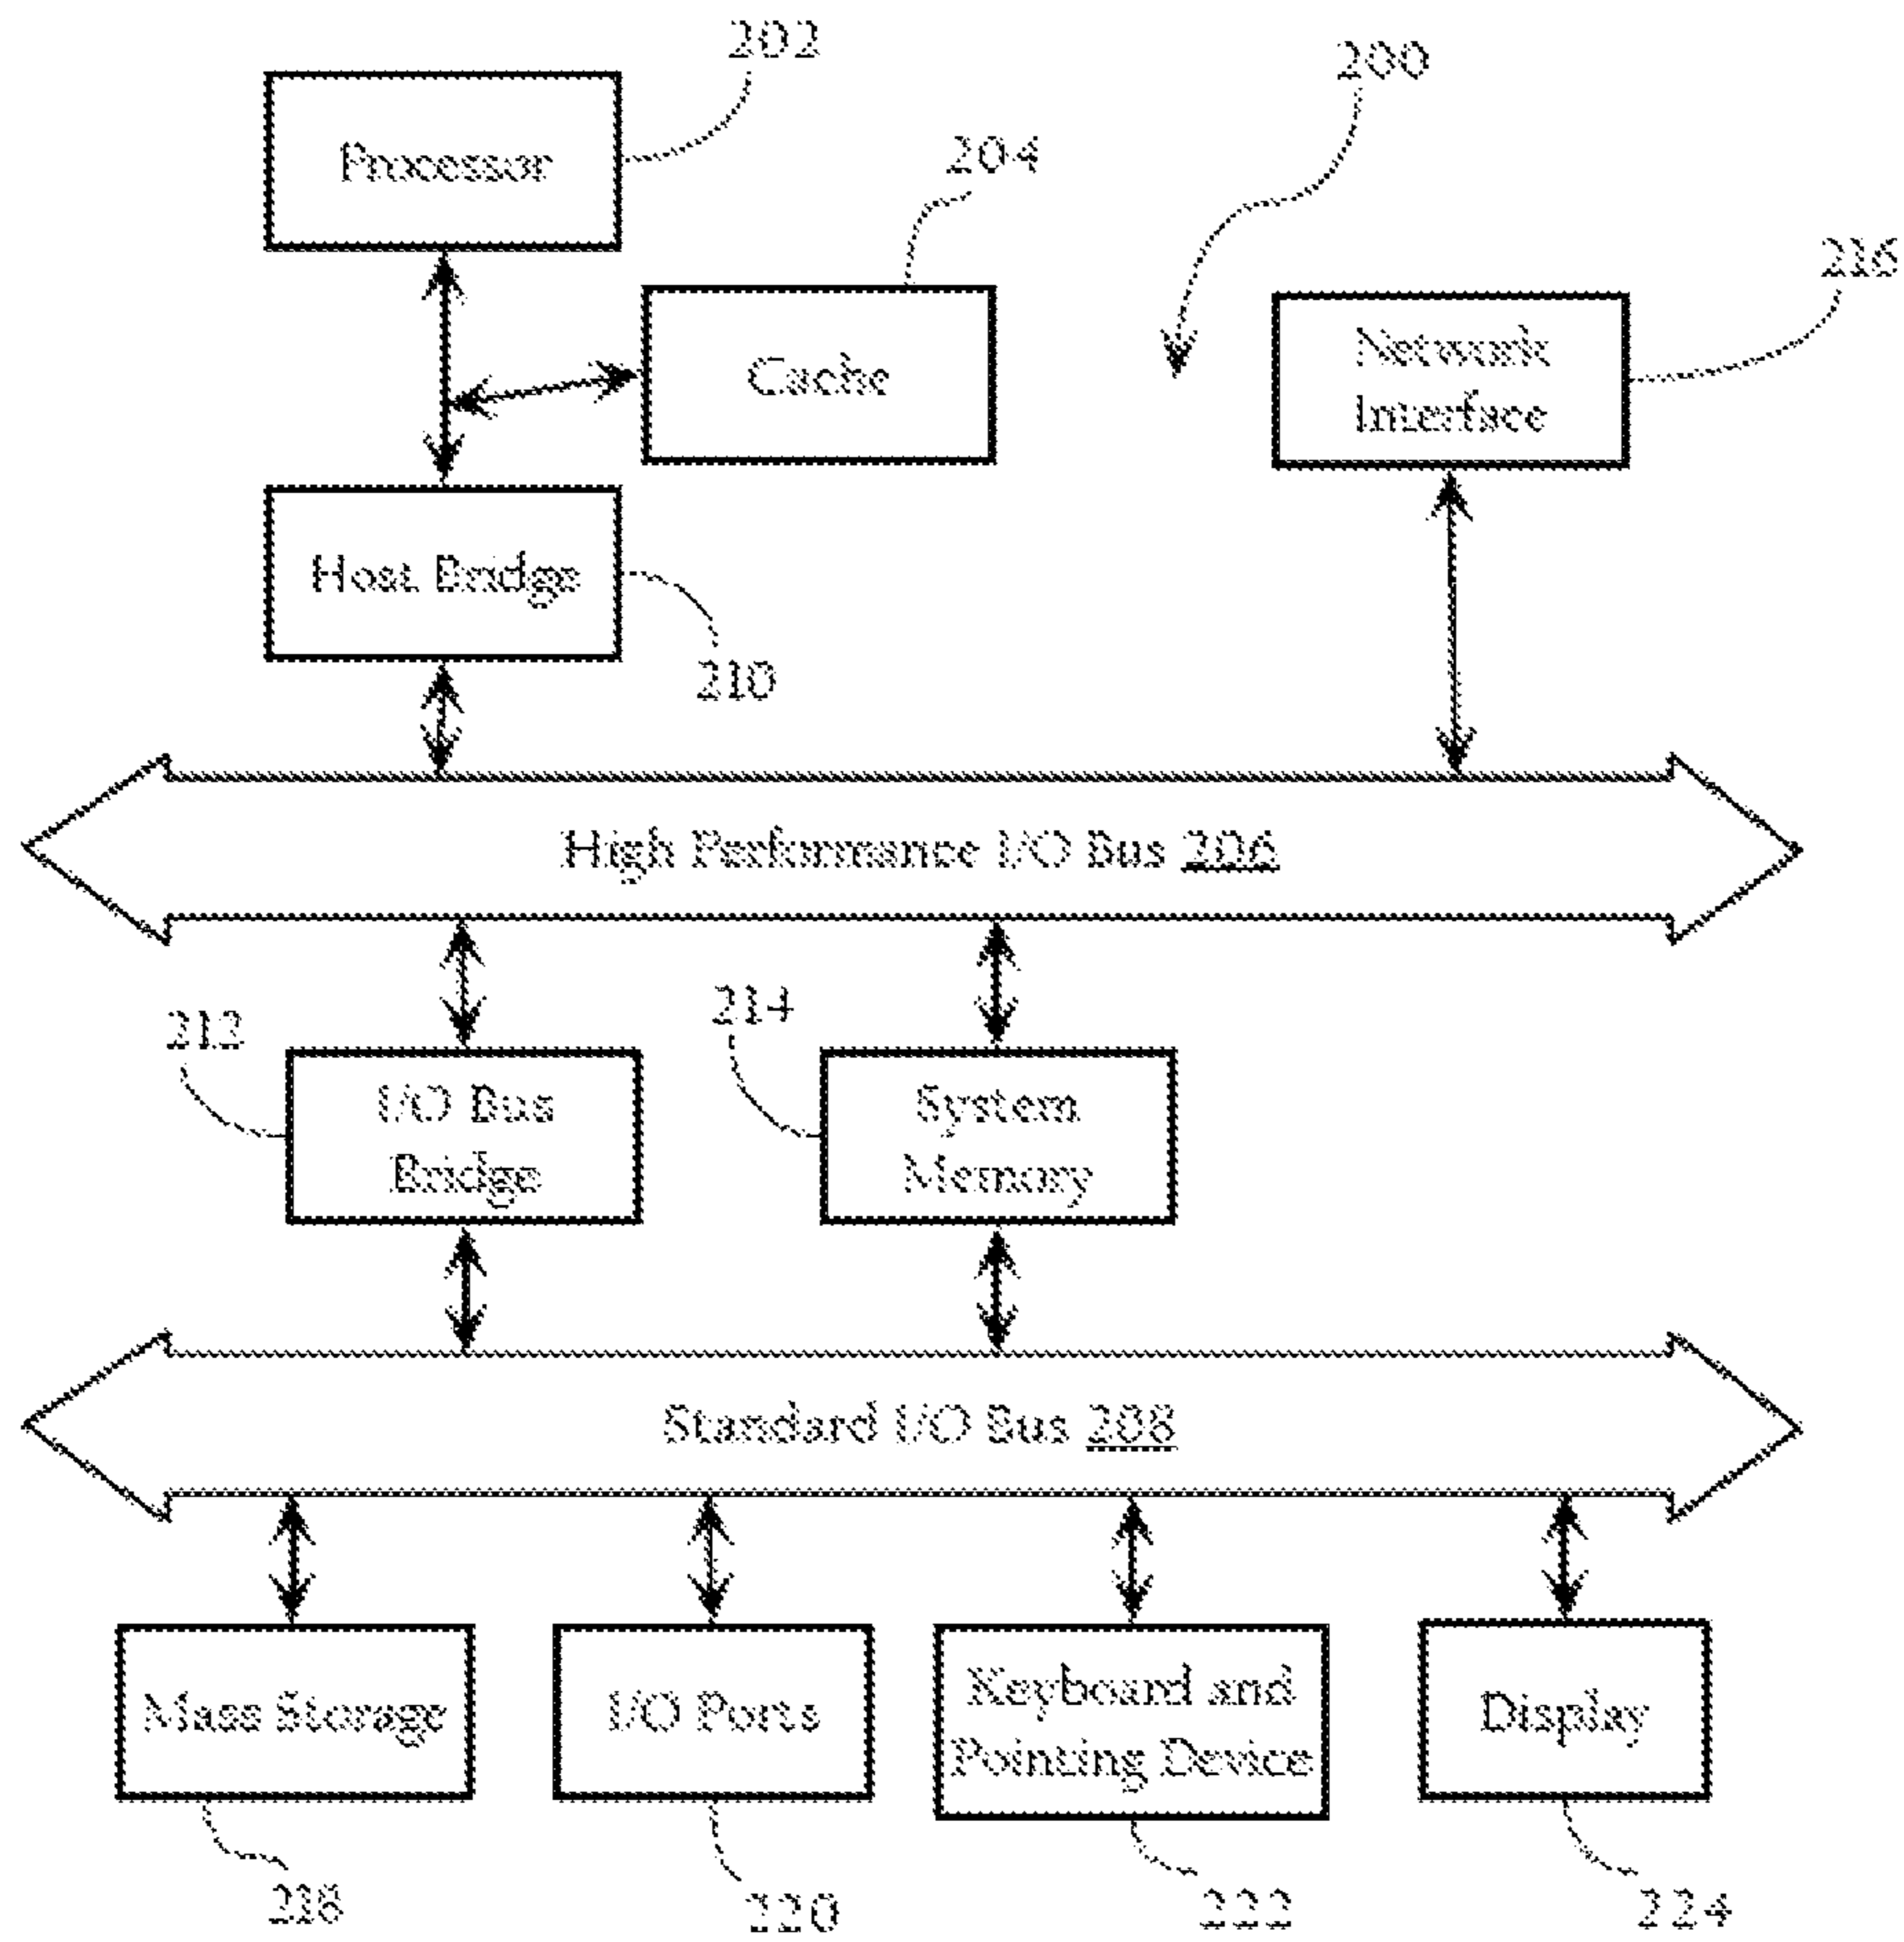 202
200
Processor
204
216
Cache
Network
Interface
Host Bridge
210
High Performance I/O Bus 206
212
214
I/O Bus
Bridge
System
Memory
Standard I/O Bus 208
Mass Storage
I/O Ports
Keyboard and
Pointing Device
Display
218
220
222
224